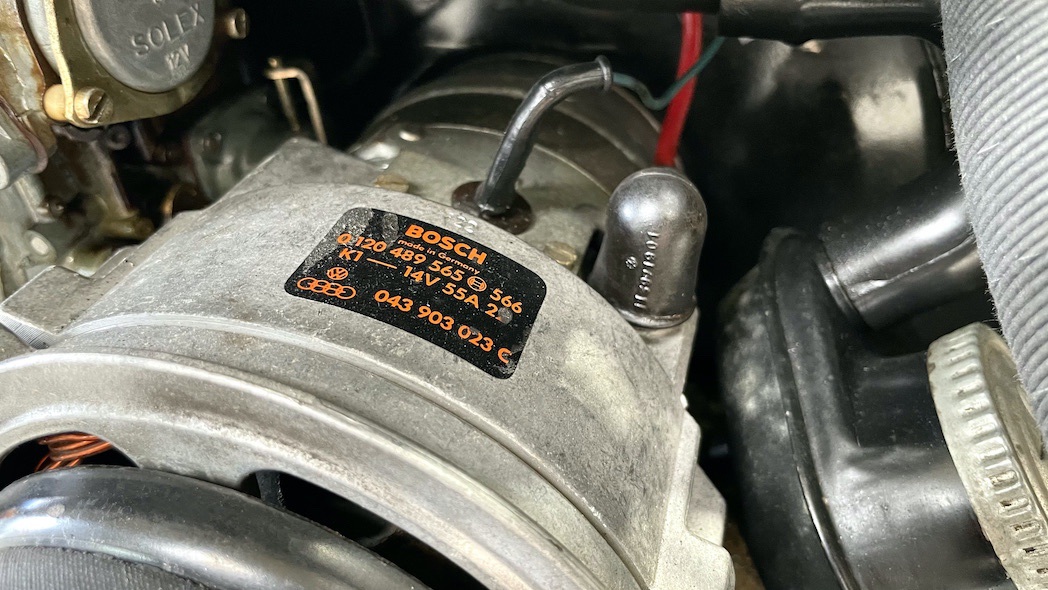 SOLEX
12V
BOSCH
made in Germany
0 120 489 565 566
K1 14V 55A 2
043 903 023 C